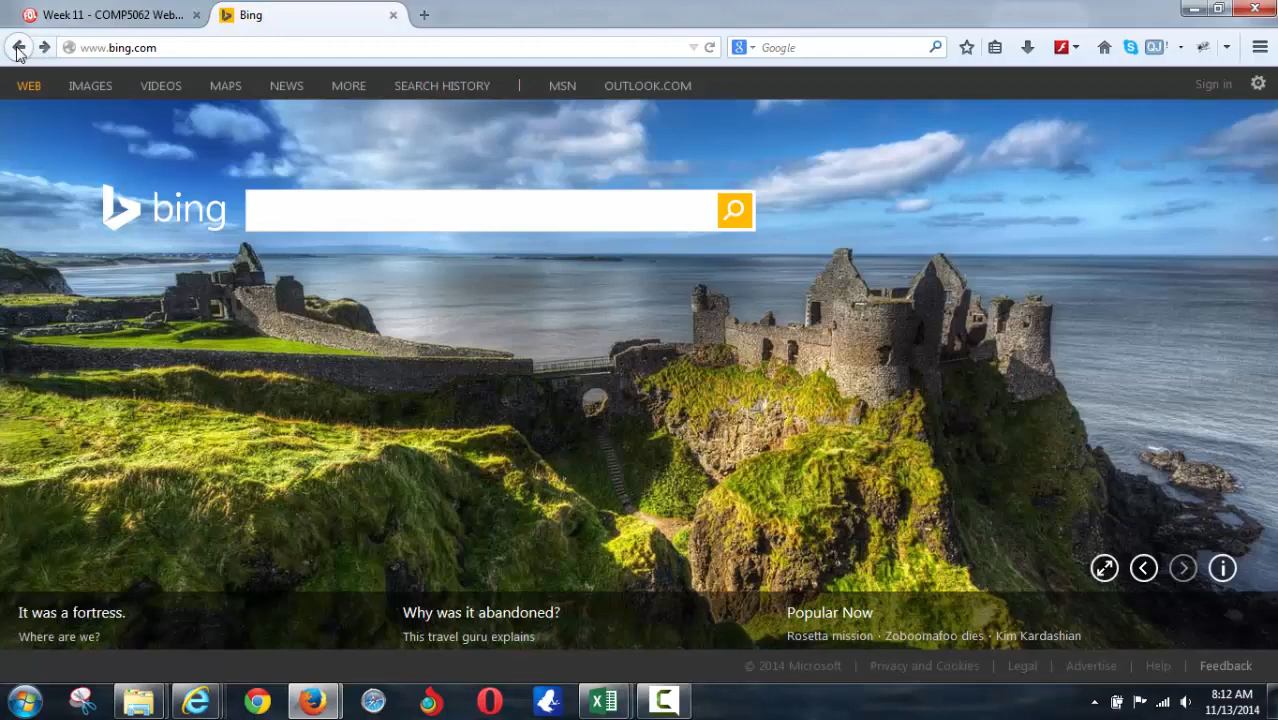 Week 11 - COMP5062 Web...
Bing
www.bing.com
Google
QJ!
WEB IMAGES VIDEOS MAPS NEWS MORE SEARCH HISTORY | MSN OUTLOOK.COM
Sign in
bing
It was a fortress.
Where are we?
Why was it abandoned?
This travel guru explains
Popular Now
Rosetta mission · Zoboomafoo dies · Kim Kardashian
© 2014 Microsoft | Privacy and Cookies | Legal | Advertise | Help | Feedback
8:12 AM
11/13/2014